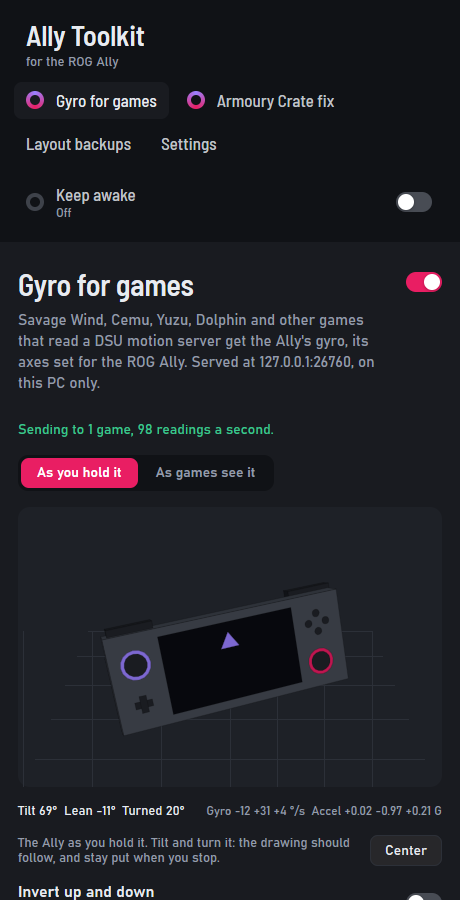 Ally Toolkit
for the ROG Ally
Gyro for games
Armoury Crate fix
Layout backups
Settings
Keep awake
Off
Gyro for games
Savage Wind, Cemu, Yuzu, Dolphin and other games
that read a DSU motion server get the Ally's gyro, its
axes set for the ROG Ally. Served at 127.0.0.1:26760, on
this PC only.
Sending to 1 game, 98 readings a second.
As you hold it
As games see it
Tilt 69° Lean -11° Turned 20°
Gyro -12 +31 +4 °/s Accel +0.02 -0.97 +0.21 G
The Ally as you hold it. Tilt and turn it: the drawing should
follow, and stay put when you stop.
Center
Invert up and down